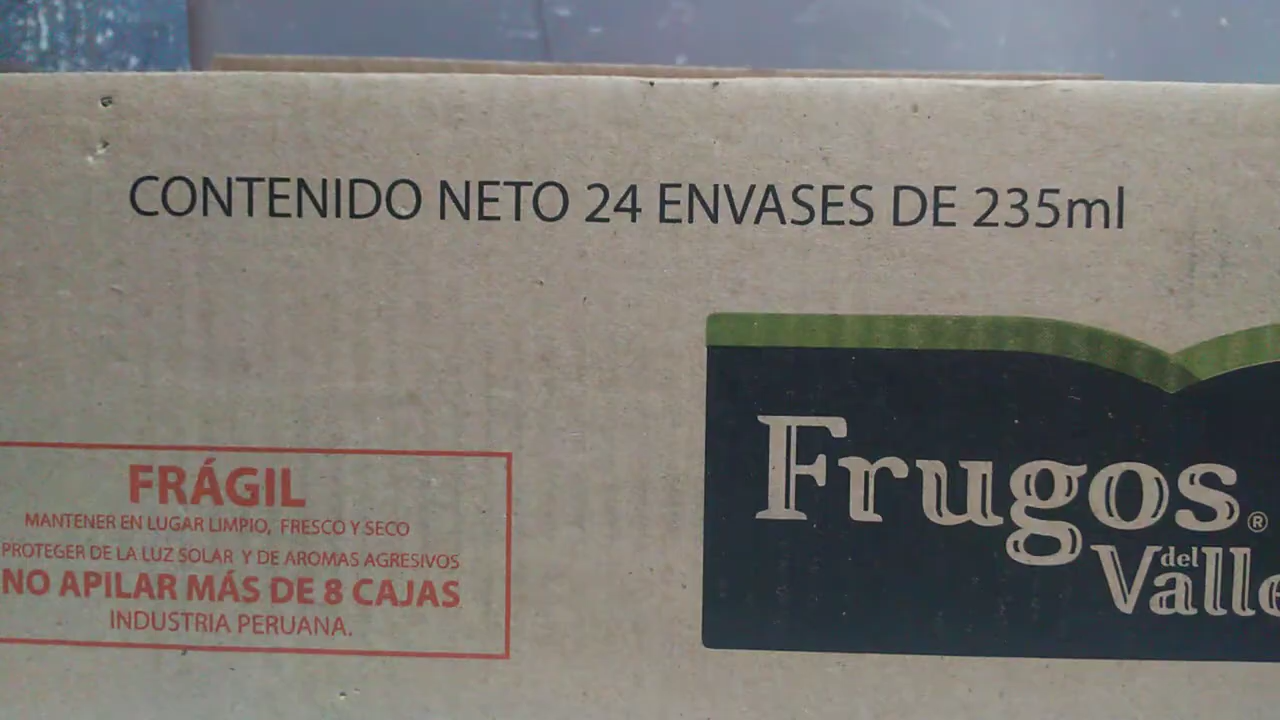 CONTENIDO NETO 24 ENVASES DE 235ml
Frugos®
del
Valle
FRÁGIL
MANTENER EN LUGAR LIMPIO, FRESCO Y SECO
PROTEGER DE LA LUZ SOLAR Y DE AROMAS AGRESIVOS
NO APILAR MÁS DE 8 CAJAS
INDUSTRIA PERUANA.